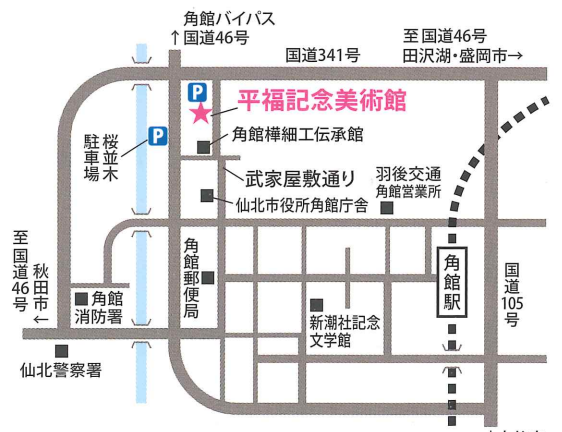 角館バイパス
↑国道46号
国道341号
至国道46号
田沢湖・盛岡市→
P
平福記念美術館
P
桜並木
駐車場
角館樺細工伝承館
武家屋敷通り
仙北市役所角館庁舎
羽後交通
角館営業所
至国道46号
秋田市←
角館
消防署
角館郵便局
角館駅
国道105号
新潮社記念
文学館
仙北警察署